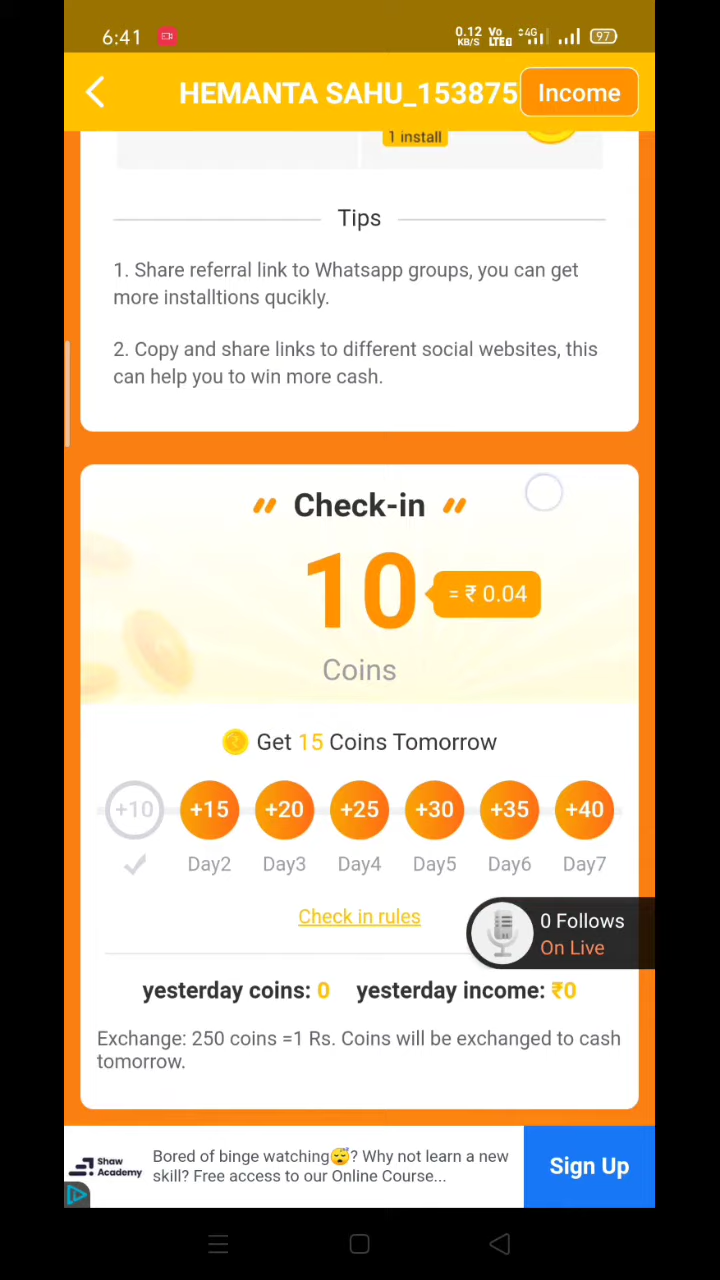 6:41
0.12 KB/S Vo LTE 4G 97
HEMANTA SAHU_153875
Income
1 install
Tips
1. Share referral link to Whatsapp groups, you can get
more installtions qucikly.
2. Copy and share links to different social websites, this
can help you to win more cash.
Check-in
10
= ₹ 0.04
Coins
Get 15 Coins Tomorrow
+10 +15 +20 +25 +30 +35 +40
Day2 Day3 Day4 Day5 Day6 Day7
Check in rules
0 Follows
On Live
yesterday coins: 0 yesterday income: ₹0
Exchange: 250 coins =1 Rs. Coins will be exchanged to cash
tomorrow.
Shaw
Academy
Bored of binge watching😴? Why not learn a new
skill? Free access to our Online Course...
Sign Up